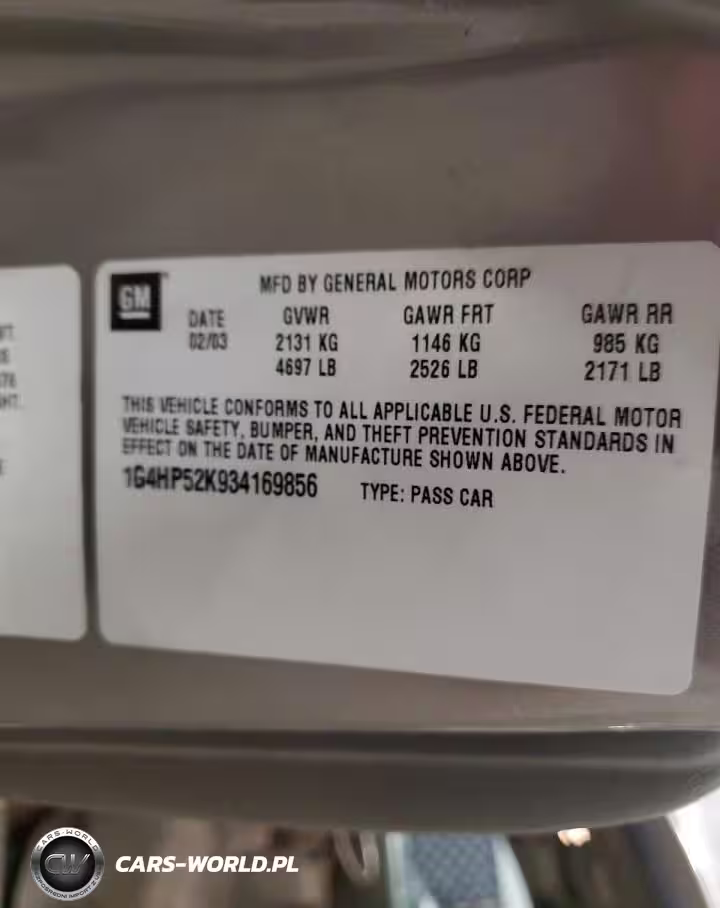 GM
MFD BY GENERAL MOTORS CORP
DATE GVWR GAWR FRT GAWR RR
02/03 2131 KG 1146 KG 985 KG
4697 LB 2526 LB 2171 LB
THIS VEHICLE CONFORMS TO ALL APPLICABLE U.S. FEDERAL MOTOR
VEHICLE SAFETY, BUMPER, AND THEFT PREVENTION STANDARDS IN
EFFECT ON THE DATE OF MANUFACTURE SHOWN ABOVE.
1G4HP52K934169856 TYPE: PASS CAR
CARS-WORLD
CW
CARS-WORLD.PL